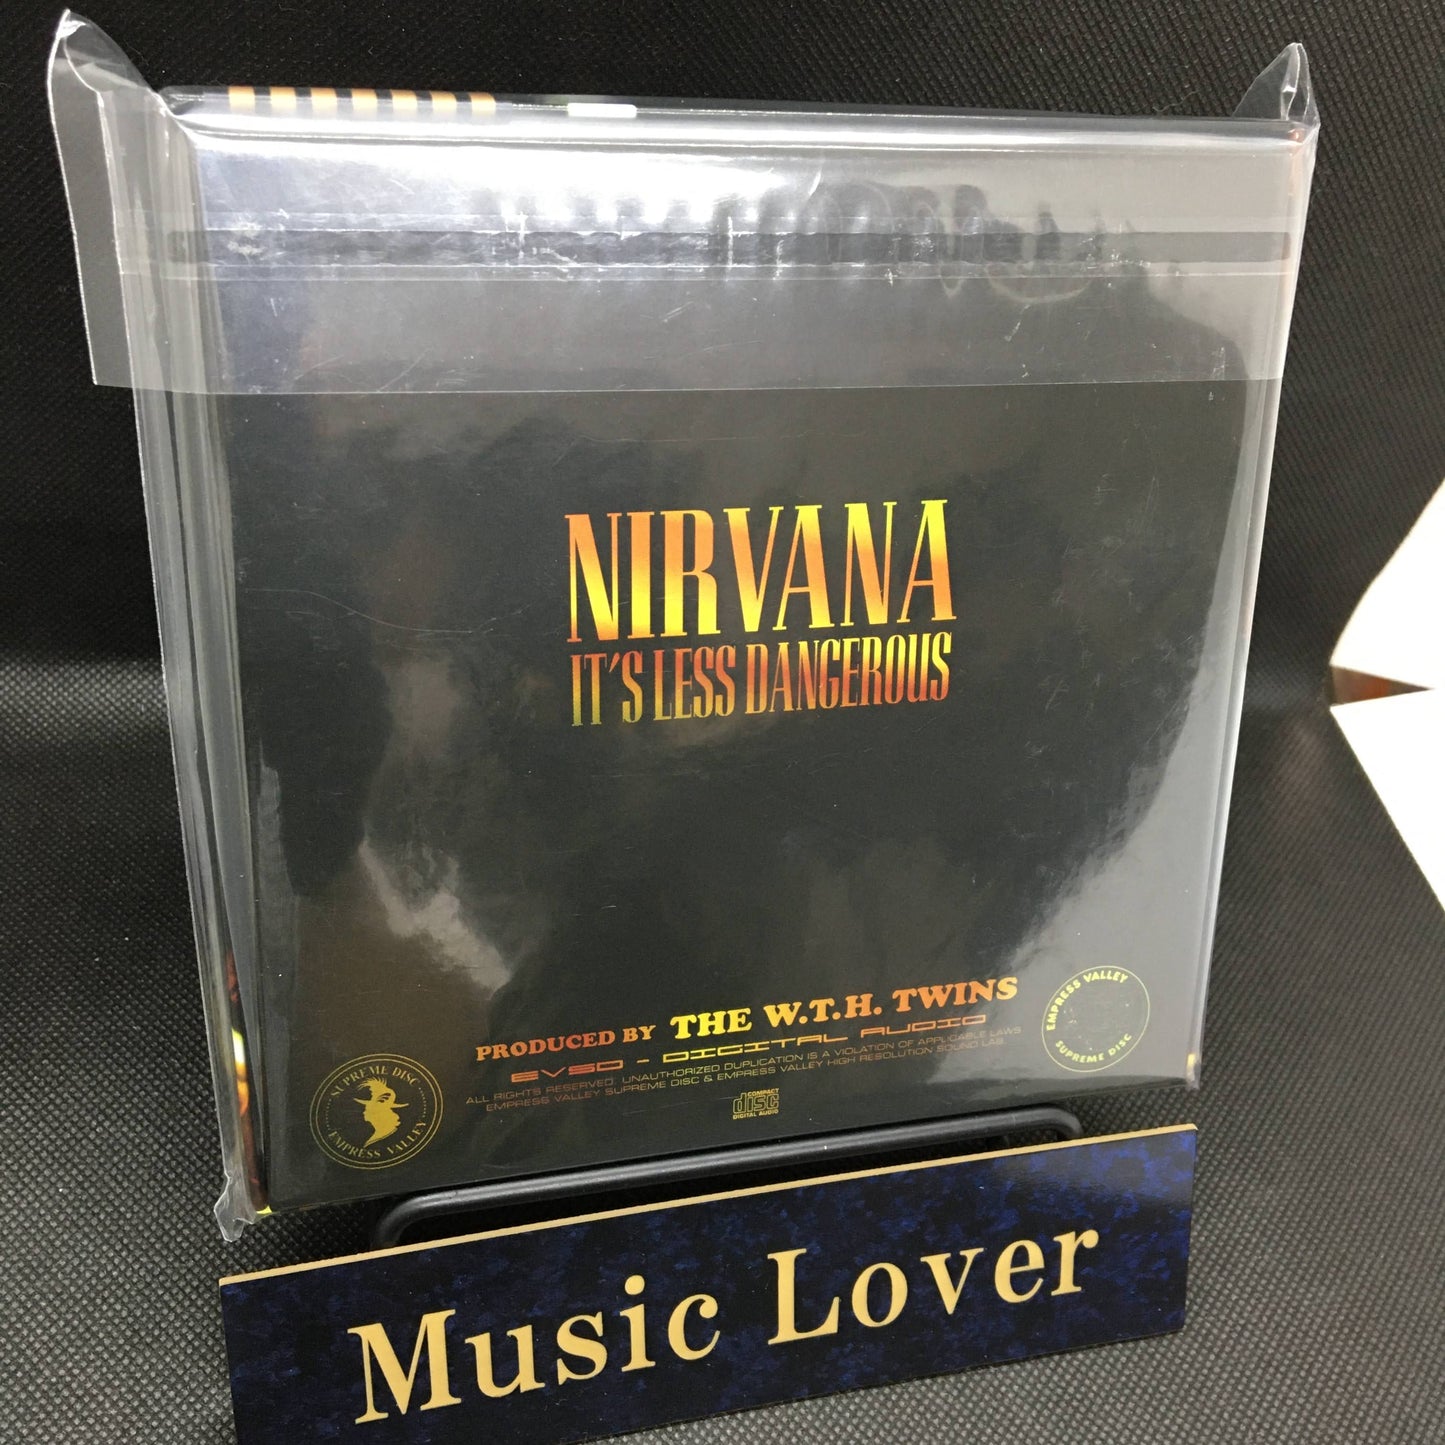 NIRVANA
IT'S LESS DANGEROUS
PRODUCED BY THE W.T.H. TWINS
EVSD - DIGITAL AUDIO
ALL RIGHTS RESERVED. UNAUTHORIZED DUPLICATION IS A VIOLATION OF APPLICABLE LAWS
EMPRESS VALLEY SUPREME DISC & EMPRESS VALLEY HIGH RESOLUTION SOUND LAB.
SUPREME DISC
EMPRESS VALLEY
COMPACT
disc
DIGITAL AUDIO
EMPRESS VALLEY
SUPREME DISC
Music Lover